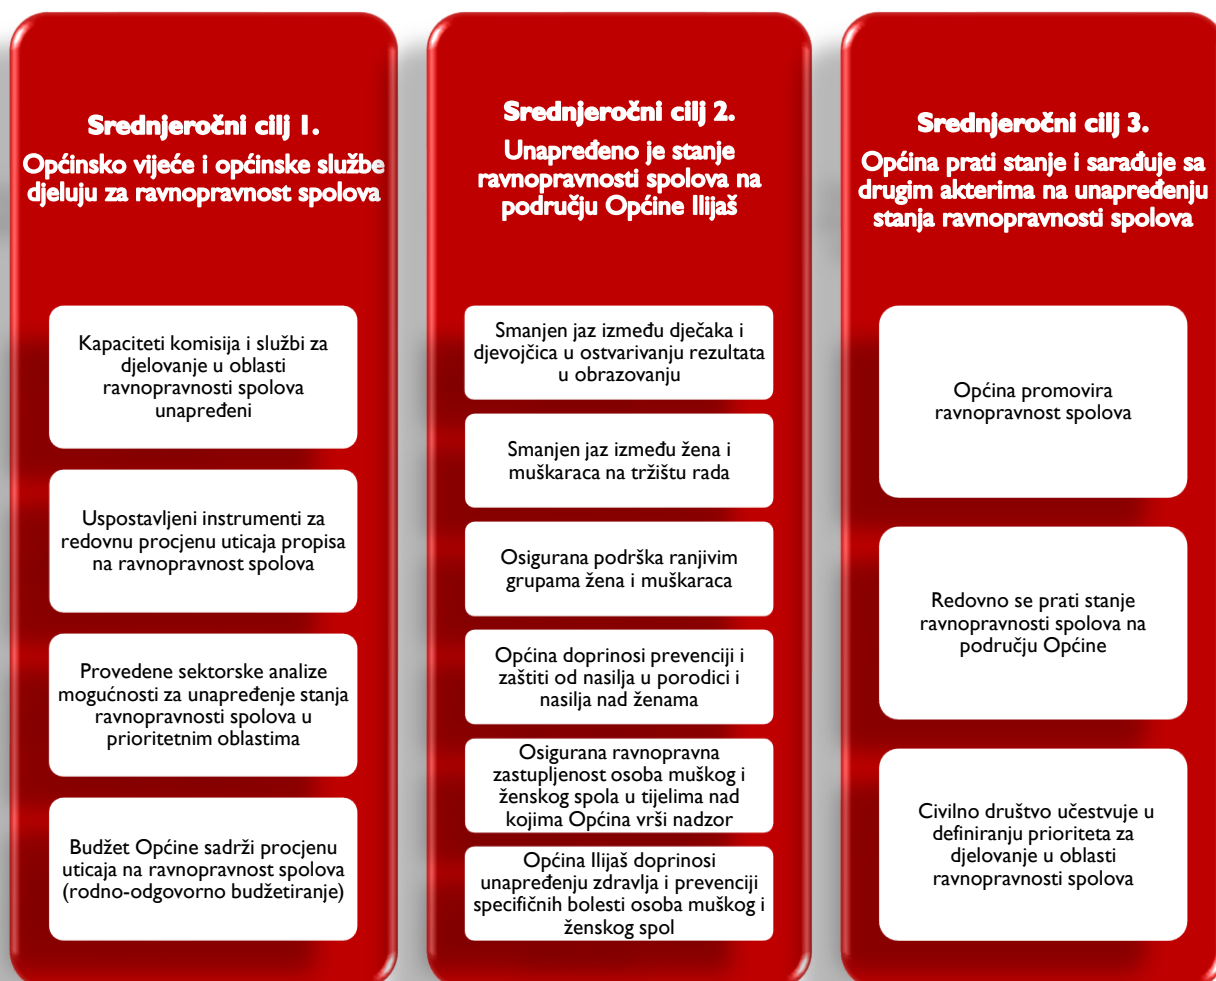 Srednjeročni cilj 1.
Općinsko vijeće i općinske službe
djeluju za ravnopravnost spolova
Kapaciteti komisija i službi za
djelovanje u oblasti
ravnopravnosti spolova
unapređeni
Uspostavljeni instrumenti za
redovnu procjenu uticaja propisa
na ravnopravnost spolova
Provedene sektorske analize
mogućnosti za unapređenje stanja
ravnopravnosti spolova u
prioritetnim oblastima
Budžet Općine sadrži procjenu
uticaja na ravnopravnost spolova
(rodno-odgovorno budžetiranje)
Srednjeročni cilj 2.
Unapređeno je stanje
ravnopravnosti spolova na
području Općine Ilijaš
Smanjen jaz između dječaka i
djevojčica u ostvarivanju rezultata
u obrazovanju
Smanjen jaz između žena i
muškaraca na tržištu rada
Osigurana podrška ranjivim
grupama žena i muškaraca
Općina doprinosi prevenciji i
zaštiti od nasilja u porodici i
nasilja nad ženama
Osigurana ravnopravna
zastupljenost osoba muškog i
ženskog spola u tijelima nad
kojima Općina vrši nadzor
Općina Ilijaš doprinosi
unapređenju zdravlja i prevenciji
specifičnih bolesti osoba muškog i
ženskog spol
Srednjeročni cilj 3.
Općina prati stanje i sarađuje sa
drugim akterima na unapređenju
stanja ravnopravnosti spolova
Općina promovira
ravnopravnost spolova
Redovno se prati stanje
ravnopravnosti spolova na
području Općine
Civilno društvo učestvuje u
definiranju prioriteta za
djelovanje u oblasti
ravnopravnosti spolova